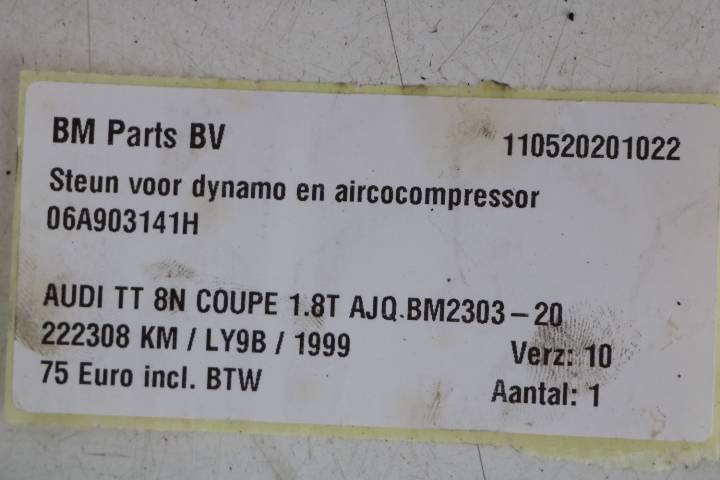 BM Parts BV 110520201022
Steun voor dynamo en aircocompressor
06A903141H
AUDI TT 8N COUPE 1.8T AJQ.BM2303-20
222308 KM / LY9B / 1999 Verz: 10
75 Euro incl. BTW Aantal: 1